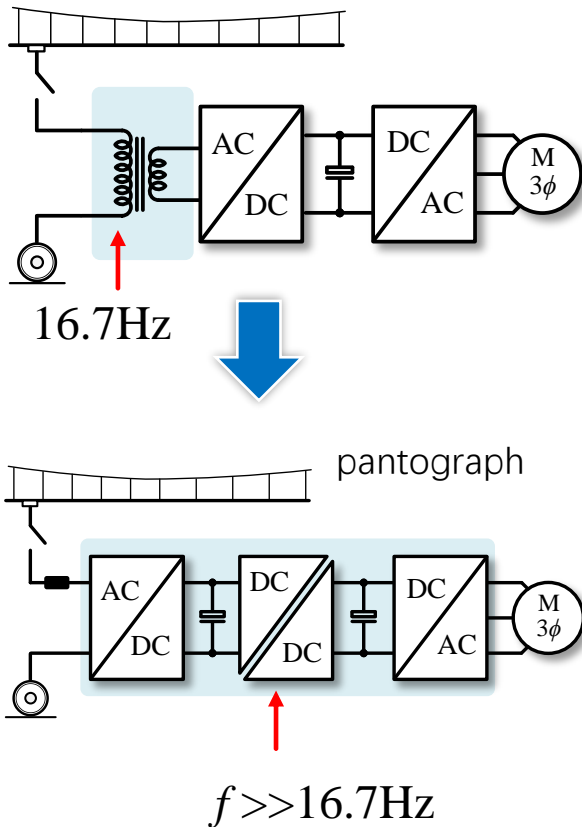 AC
DC
DC
AC
M
3ϕ
16.7Hz
pantograph
AC
DC
DC
DC
DC
AC
M
3ϕ
f >>16.7Hz